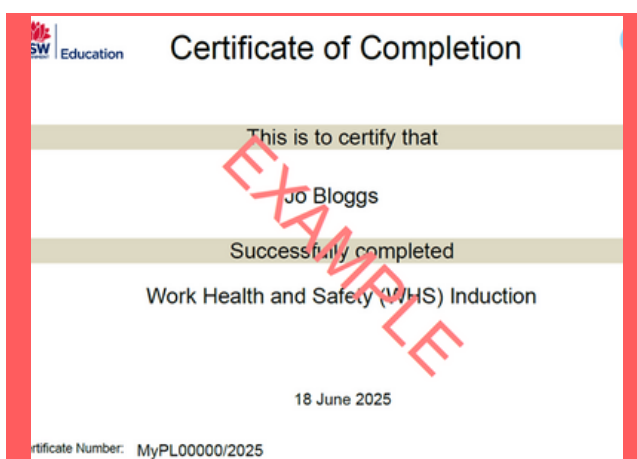 NSW
Education
Certificate of Completion
This is to certify that
Jo Bloggs
Successfully completed
Work Health and Safety (WHS) Induction
EXAMPLE
18 June 2025
Certificate Number: MyPL00000/2025